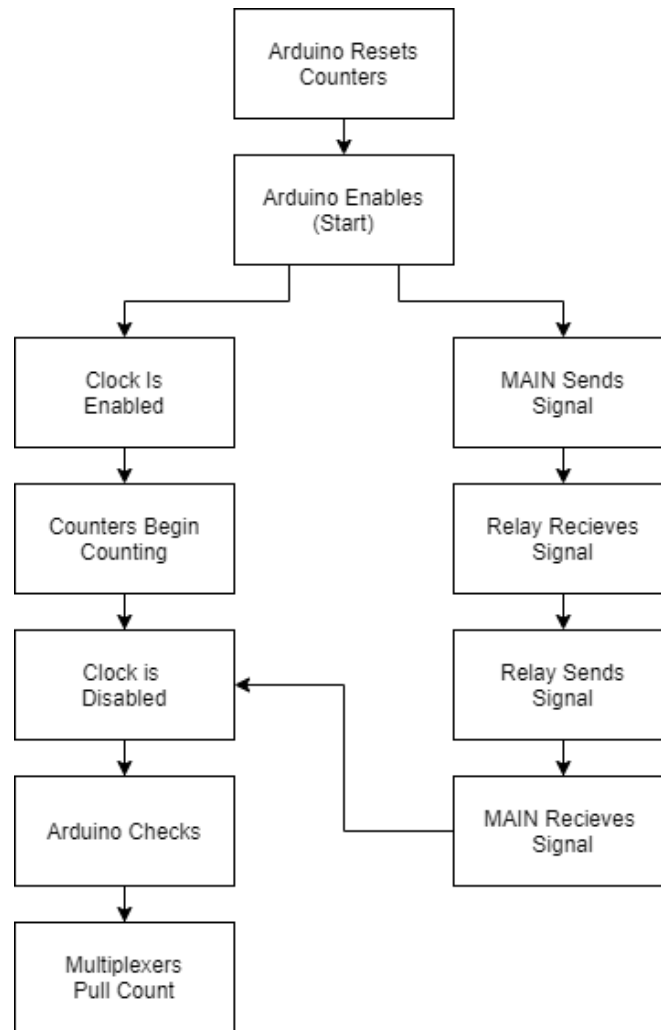 Arduino Resets
Counters
Arduino Enables
(Start)
Clock Is
Enabled
MAIN Sends
Signal
Counters Begin
Counting
Relay Recieves
Signal
Clock is
Disabled
Relay Sends
Signal
Arduino Checks
MAIN Recieves
Signal
Multiplexers
Pull Count